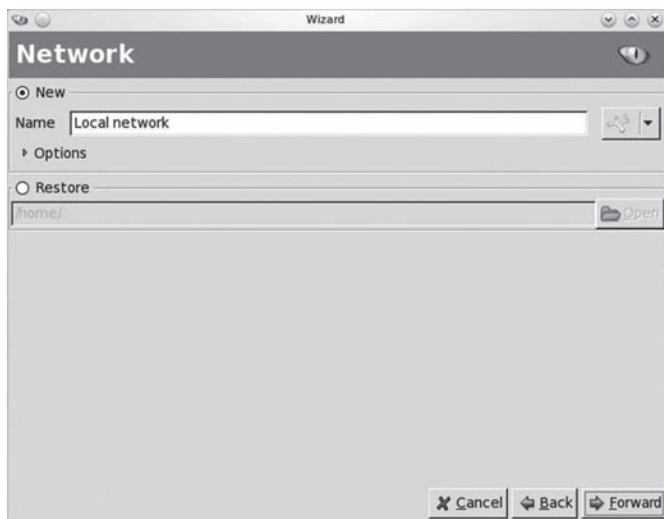 Wizard
Network
New
Name Local network
Options
Restore
/home/ Open
Cancel Back Forward